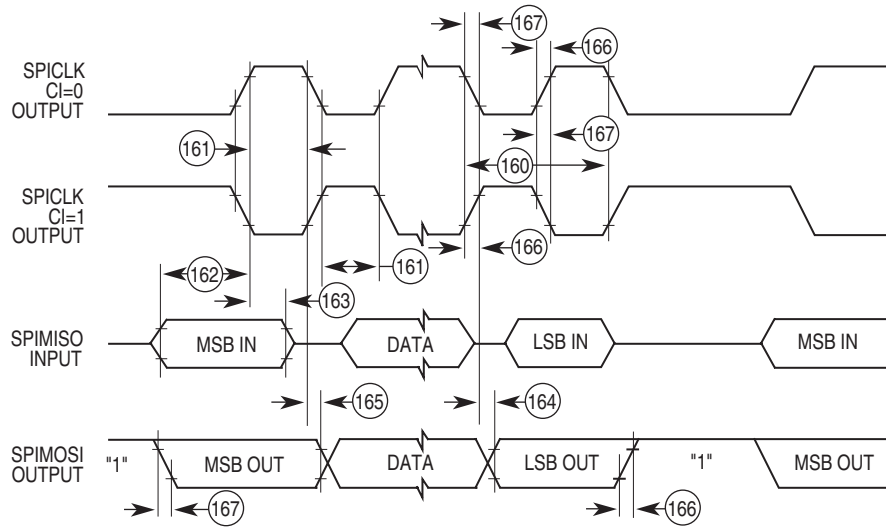 167
166
SPICLK
CI=0
OUTPUT
161
167
160
SPICLK
CI=1
OUTPUT
166
161
162
163
SPIMISO
INPUT
MSB IN
DATA
LSB IN
MSB IN
165
164
SPIMOSI
OUTPUT
"1"
MSB OUT
DATA
LSB OUT
"1"
MSB OUT
167
166